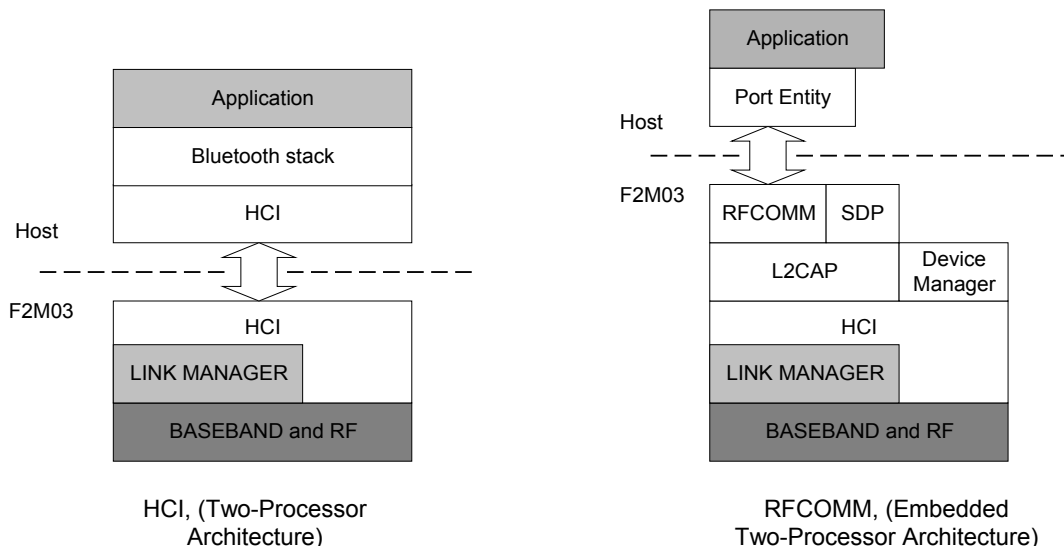 Application
Bluetooth stack
HCI
Host
F2M03
HCI
LINK MANAGER
BASEBAND and RF
HCI, (Two-Processor
Architecture)
Application
Port Entity
Host
F2M03
RFCOMM
SDP
L2CAP
Device
Manager
HCI
LINK MANAGER
BASEBAND and RF
RFCOMM, (Embedded
Two-Processor Architecture)